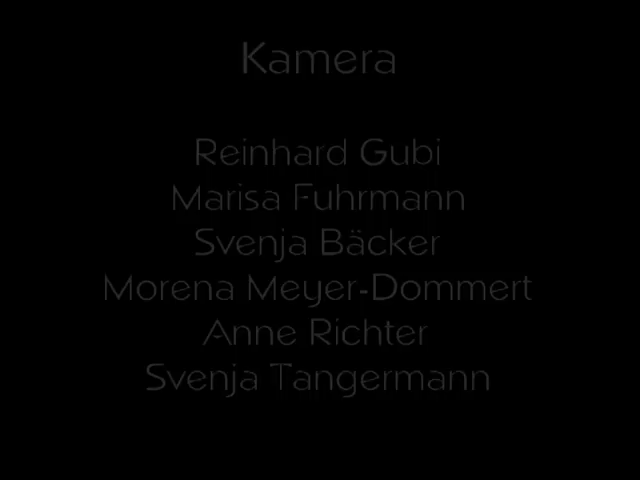 Kamera
Reinhard Gubi
Marisa Fuhrmann
Svenja Bäcker
Morena Meyer-Dommert
Anne Richter
Svenja Tangermann